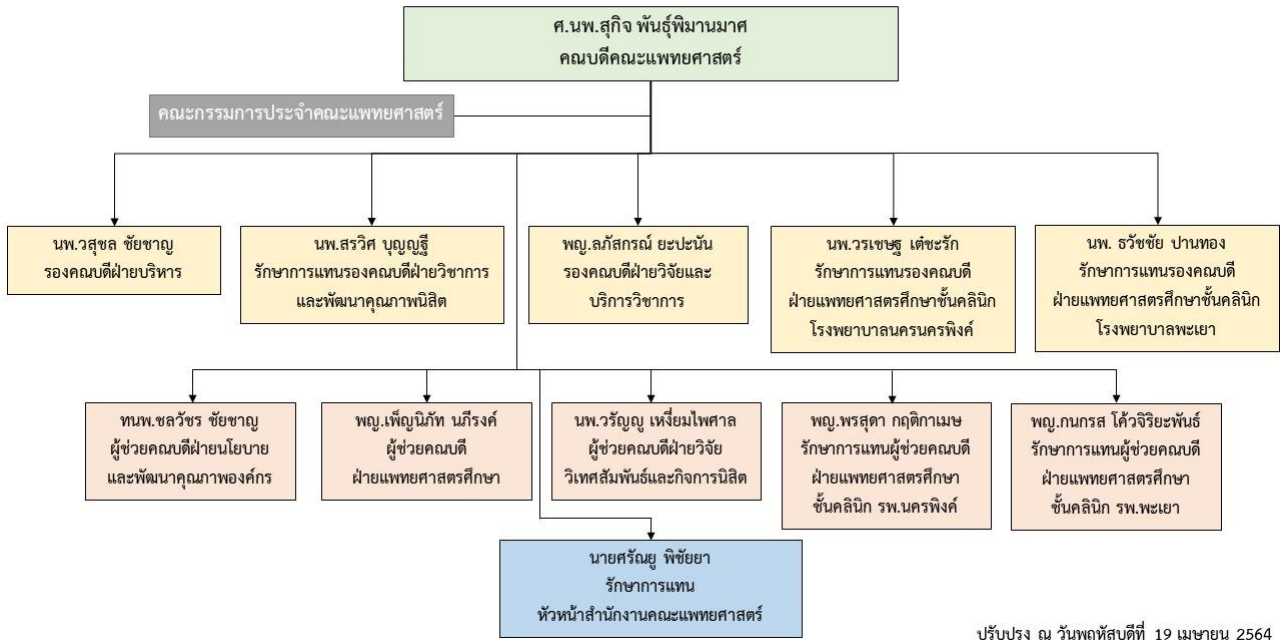 ศ.นพ.สุกิจ พันธุ์พิมานมาศ
คณบดีคณะแพทยศาสตร์
คณะกรรมการประจำคณะแพทยศาสตร์
นพ.วสุชล ชัยชาญ
รองคณบดีฝ่ายบริหาร
นพ.สรวิศ บุญญฐี
รักษาการแทนรองคณบดีฝ่ายวิชาการ
และพัฒนาคุณภาพนิสิต
พญ.ลภัสกรณ์ ยะปะนัน
รองคณบดีฝ่ายวิจัยและ
บริการวิชาการ
นพ.วรเชษฐ เต๋ชะรัก
รักษาการแทนรองคณบดี
ฝ่ายแพทยศาสตรศึกษาชั้นคลินิก
โรงพยาบาลนครนครพิงค์
นพ. ธวัชชัย ปานทอง
รักษาการแทนรองคณบดี
ฝ่ายแพทยศาสตรศึกษาชั้นคลินิก
โรงพยาบาลพะเยา
ทนพ.ชลวัชร ชัยชาญ
ผู้ช่วยคณบดีฝ่ายนโยบาย
และพัฒนาคุณภาพองค์กร
พญ.เพ็ญนิภัท นภีรงค์
ผู้ช่วยคณบดี
ฝ่ายแพทยศาสตรศึกษา
นพ.วรัญญู เหงี่ยมไพศาล
ผู้ช่วยคณบดีฝ่ายวิจัย
วิเทศสัมพันธ์และกิจการนิสิต
พญ.พรสุดา กฤติกาเมษ
รักษาการแทนผู้ช่วยคณบดี
ฝ่ายแพทยศาสตรศึกษา
ชั้นคลินิก รพ.นครพิงค์
พญ.กนกรส โค้วจิริยะพันธ์
รักษาการแทนผู้ช่วยคณบดี
ฝ่ายแพทยศาสตรศึกษา
ชั้นคลินิก รพ.พะเยา
นายศรัณยู พิชัยยา
รักษาการแทน
หัวหน้าสำนักงานคณะแพทยศาสตร์
ปรับปรุง ณ วันพฤหัสบดีที่ 19 เมษายน 2564